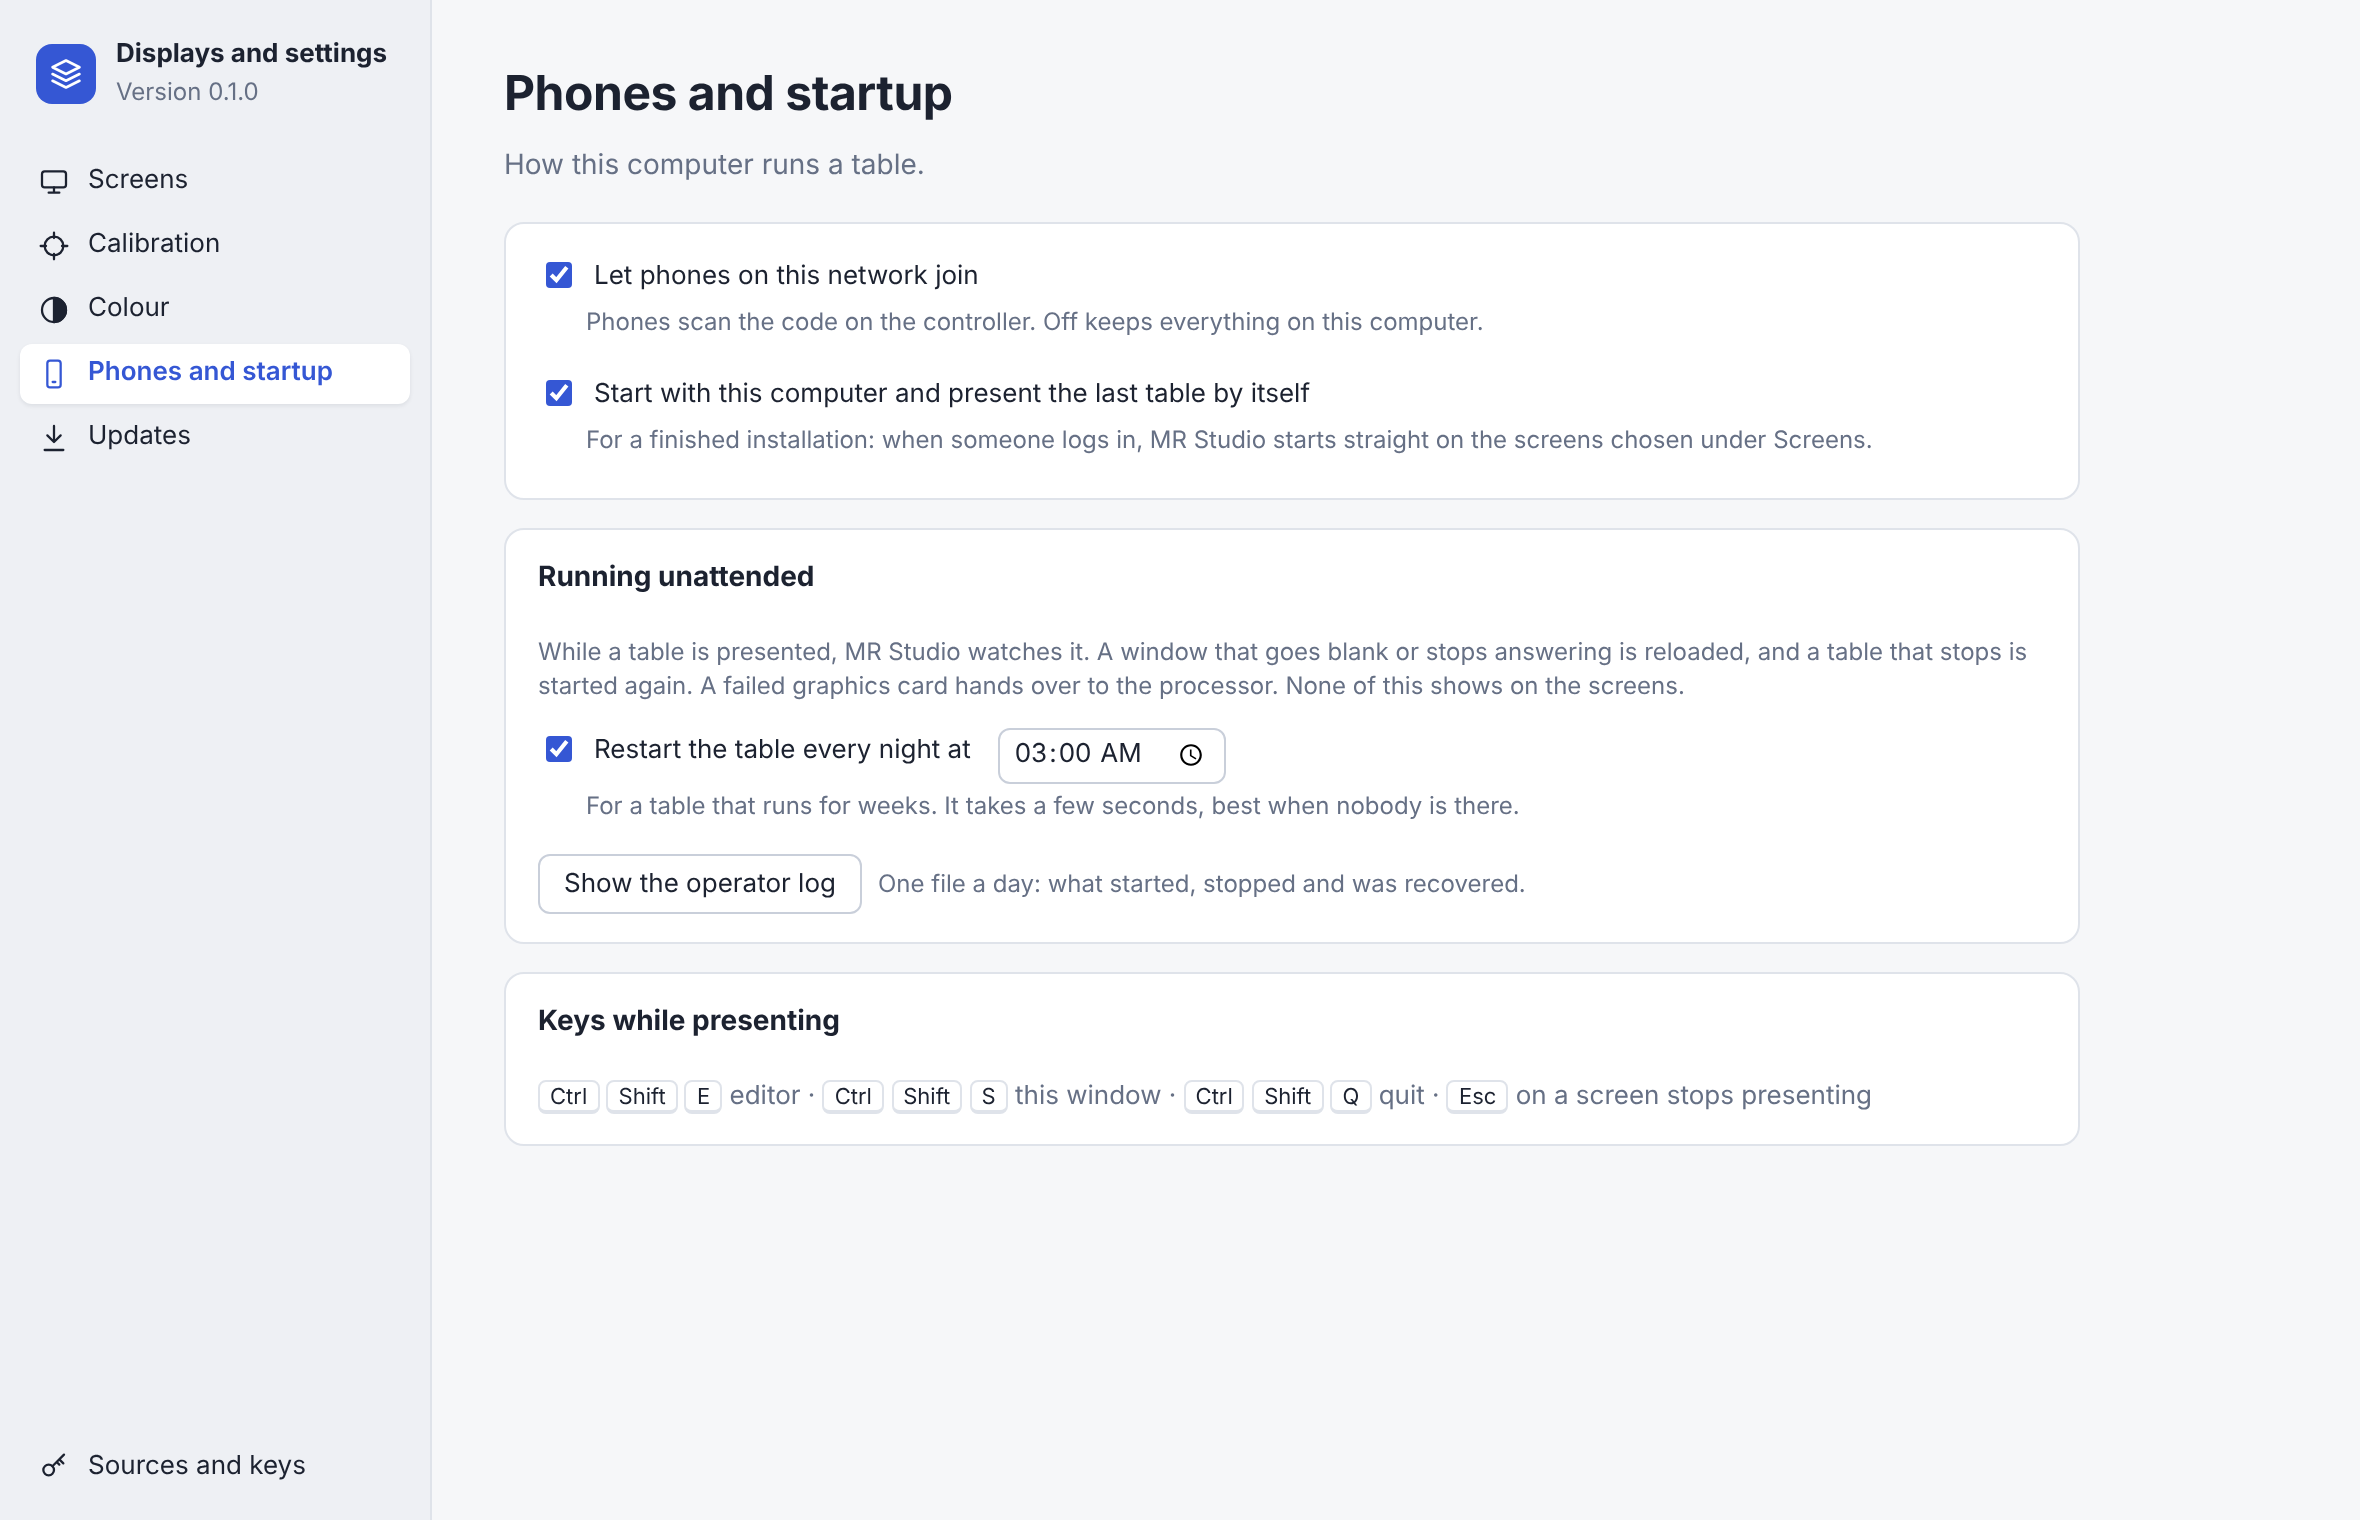 Displays and settings
Version 0.1.0
Screens
Calibration
Colour
Phones and startup
Updates
Sources and keys
Phones and startup
How this computer runs a table.
Let phones on this network join
Phones scan the code on the controller. Off keeps everything on this computer.
Start with this computer and present the last table by itself
For a finished installation: when someone logs in, MR Studio starts straight on the screens chosen under Screens.
Running unattended
While a table is presented, MR Studio watches it. A window that goes blank or stops answering is reloaded, and a table that stops is
started again. A failed graphics card hands over to the processor. None of this shows on the screens.
Restart the table every night at 03:00 AM
For a table that runs for weeks. It takes a few seconds, best when nobody is there.
Show the operator log One file a day: what started, stopped and was recovered.
Keys while presenting
Ctrl Shift E editor · Ctrl Shift S this window · Ctrl Shift Q quit · Esc on a screen stops presenting